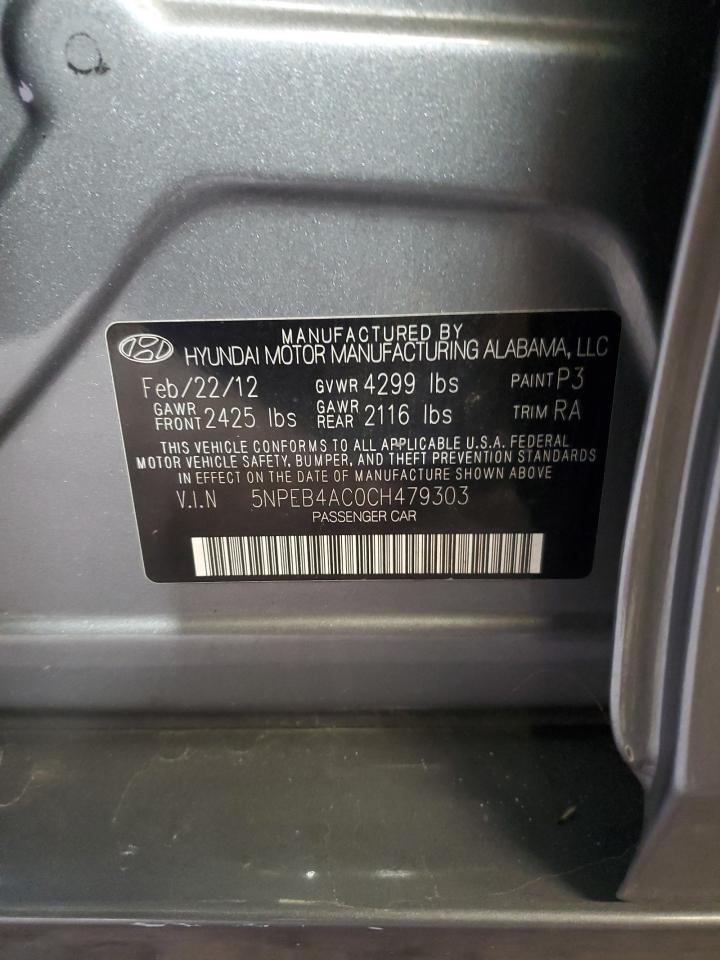 MANUFACTURED BY
HYUNDAI MOTOR MANUFACTURING ALABAMA, LLC
Feb/22/12 GVWR 4299 lbs PAINT P3
GAWR FRONT 2425 lbs GAWR REAR 2116 lbs TRIM RA
THIS VEHICLE CONFORMS TO ALL APPLICABLE U.S.A. FEDERAL
MOTOR VEHICLE SAFETY, BUMPER, AND THEFT PREVENTION STANDARDS
IN EFFECT ON THE DATE OF MANUFACTURE SHOWN ABOVE
V.I.N 5NPEB4AC0CH479303
PASSENGER CAR